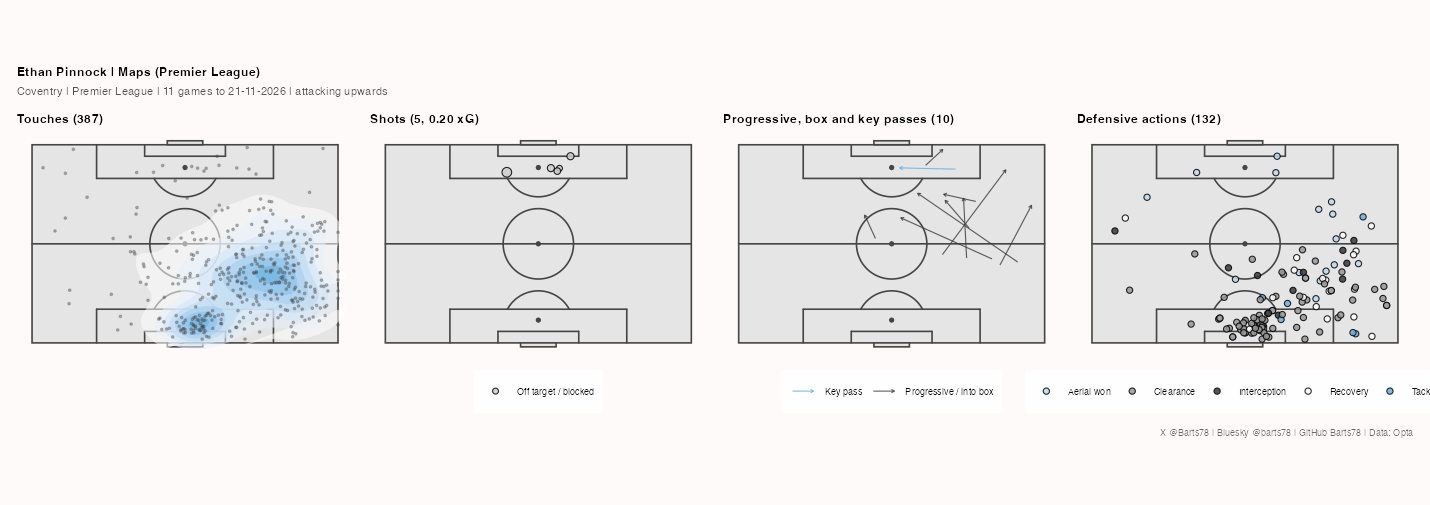 Ethan Pinnock | Maps (Premier League)
Coventry | Premier League | 11 games to 21-11-2026 | attacking upwards
Touches (387)
Shots (5, 0.20 xG)
Progressive, box and key passes (10)
Defensive actions (132)
Off target / blocked
Key pass
Progressive / into box
Aerial won
Clearance
Interception
Recovery
Tack
X @Barts78 | Bluesky @barts78 | GitHub Barts78 | Data: Opta